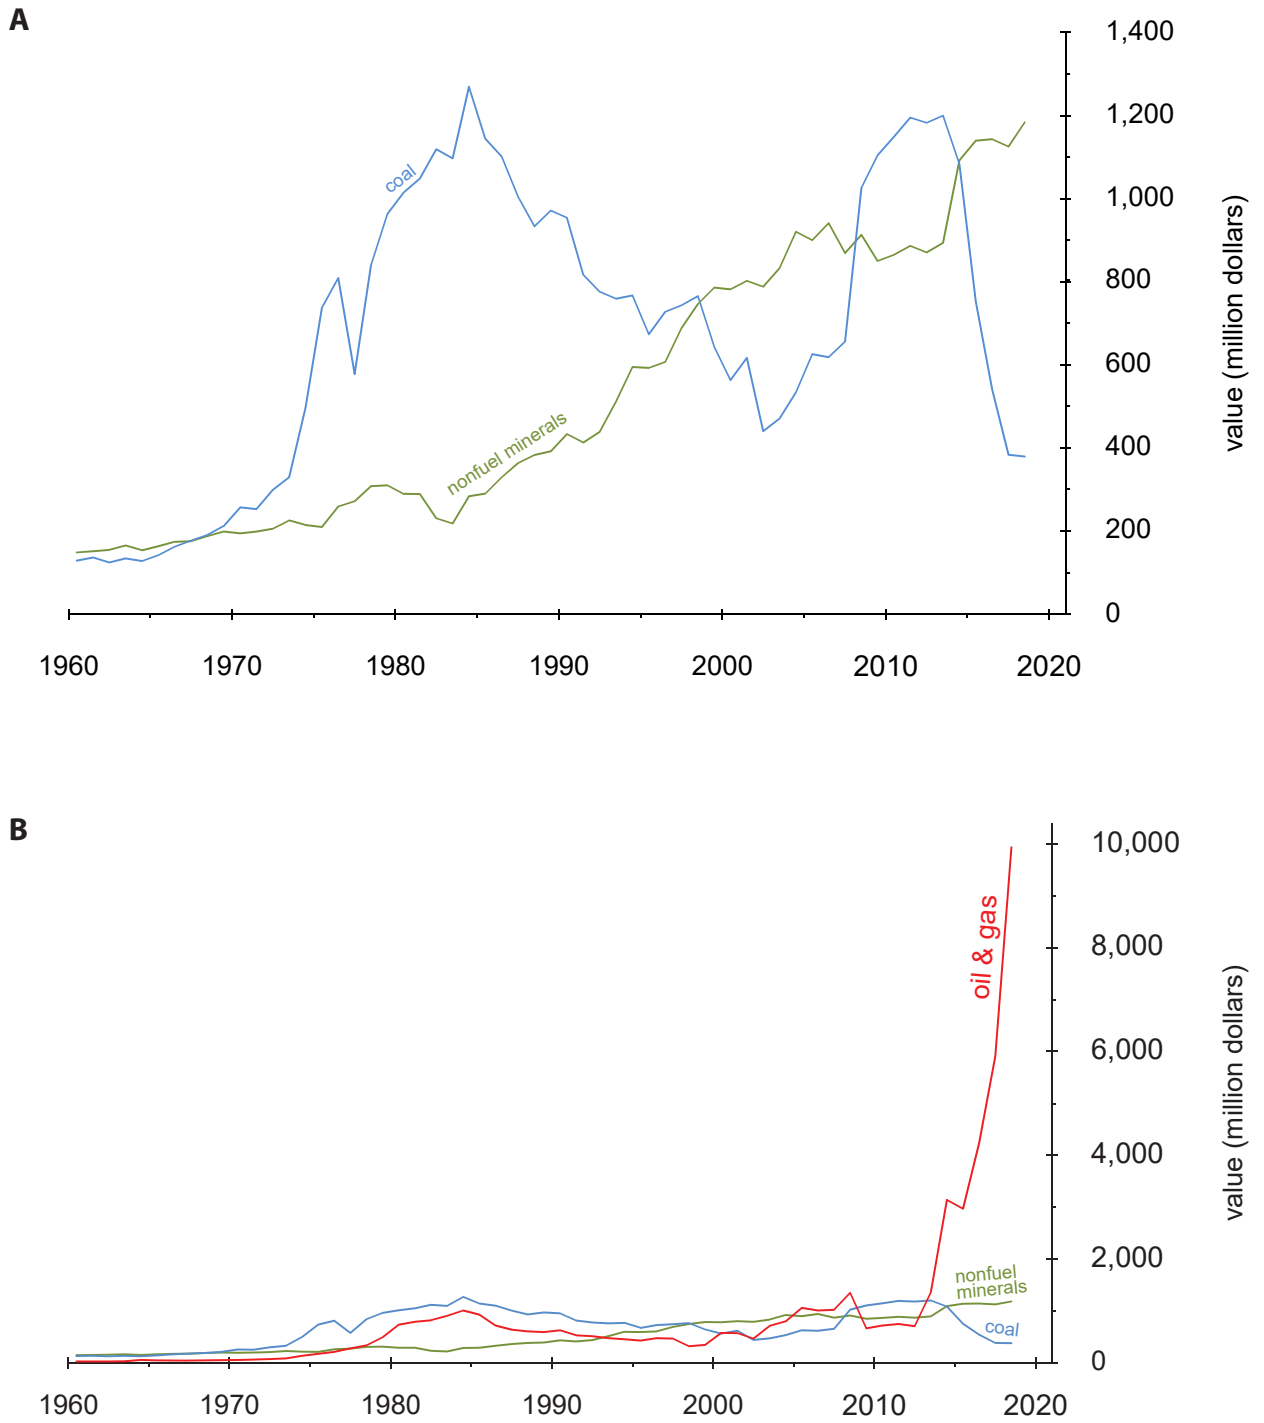 A
1,400
1,200
1,000
800
600
400
200
0
value (million dollars)
coal
nonfuel minerals
1960 1970 1980 1990 2000 2010 2020
B
10,000
8,000
6,000
4,000
2,000
0
value (million dollars)
oil & gas
nonfuel
minerals
coal
1960 1970 1980 1990 2000 2010 2020